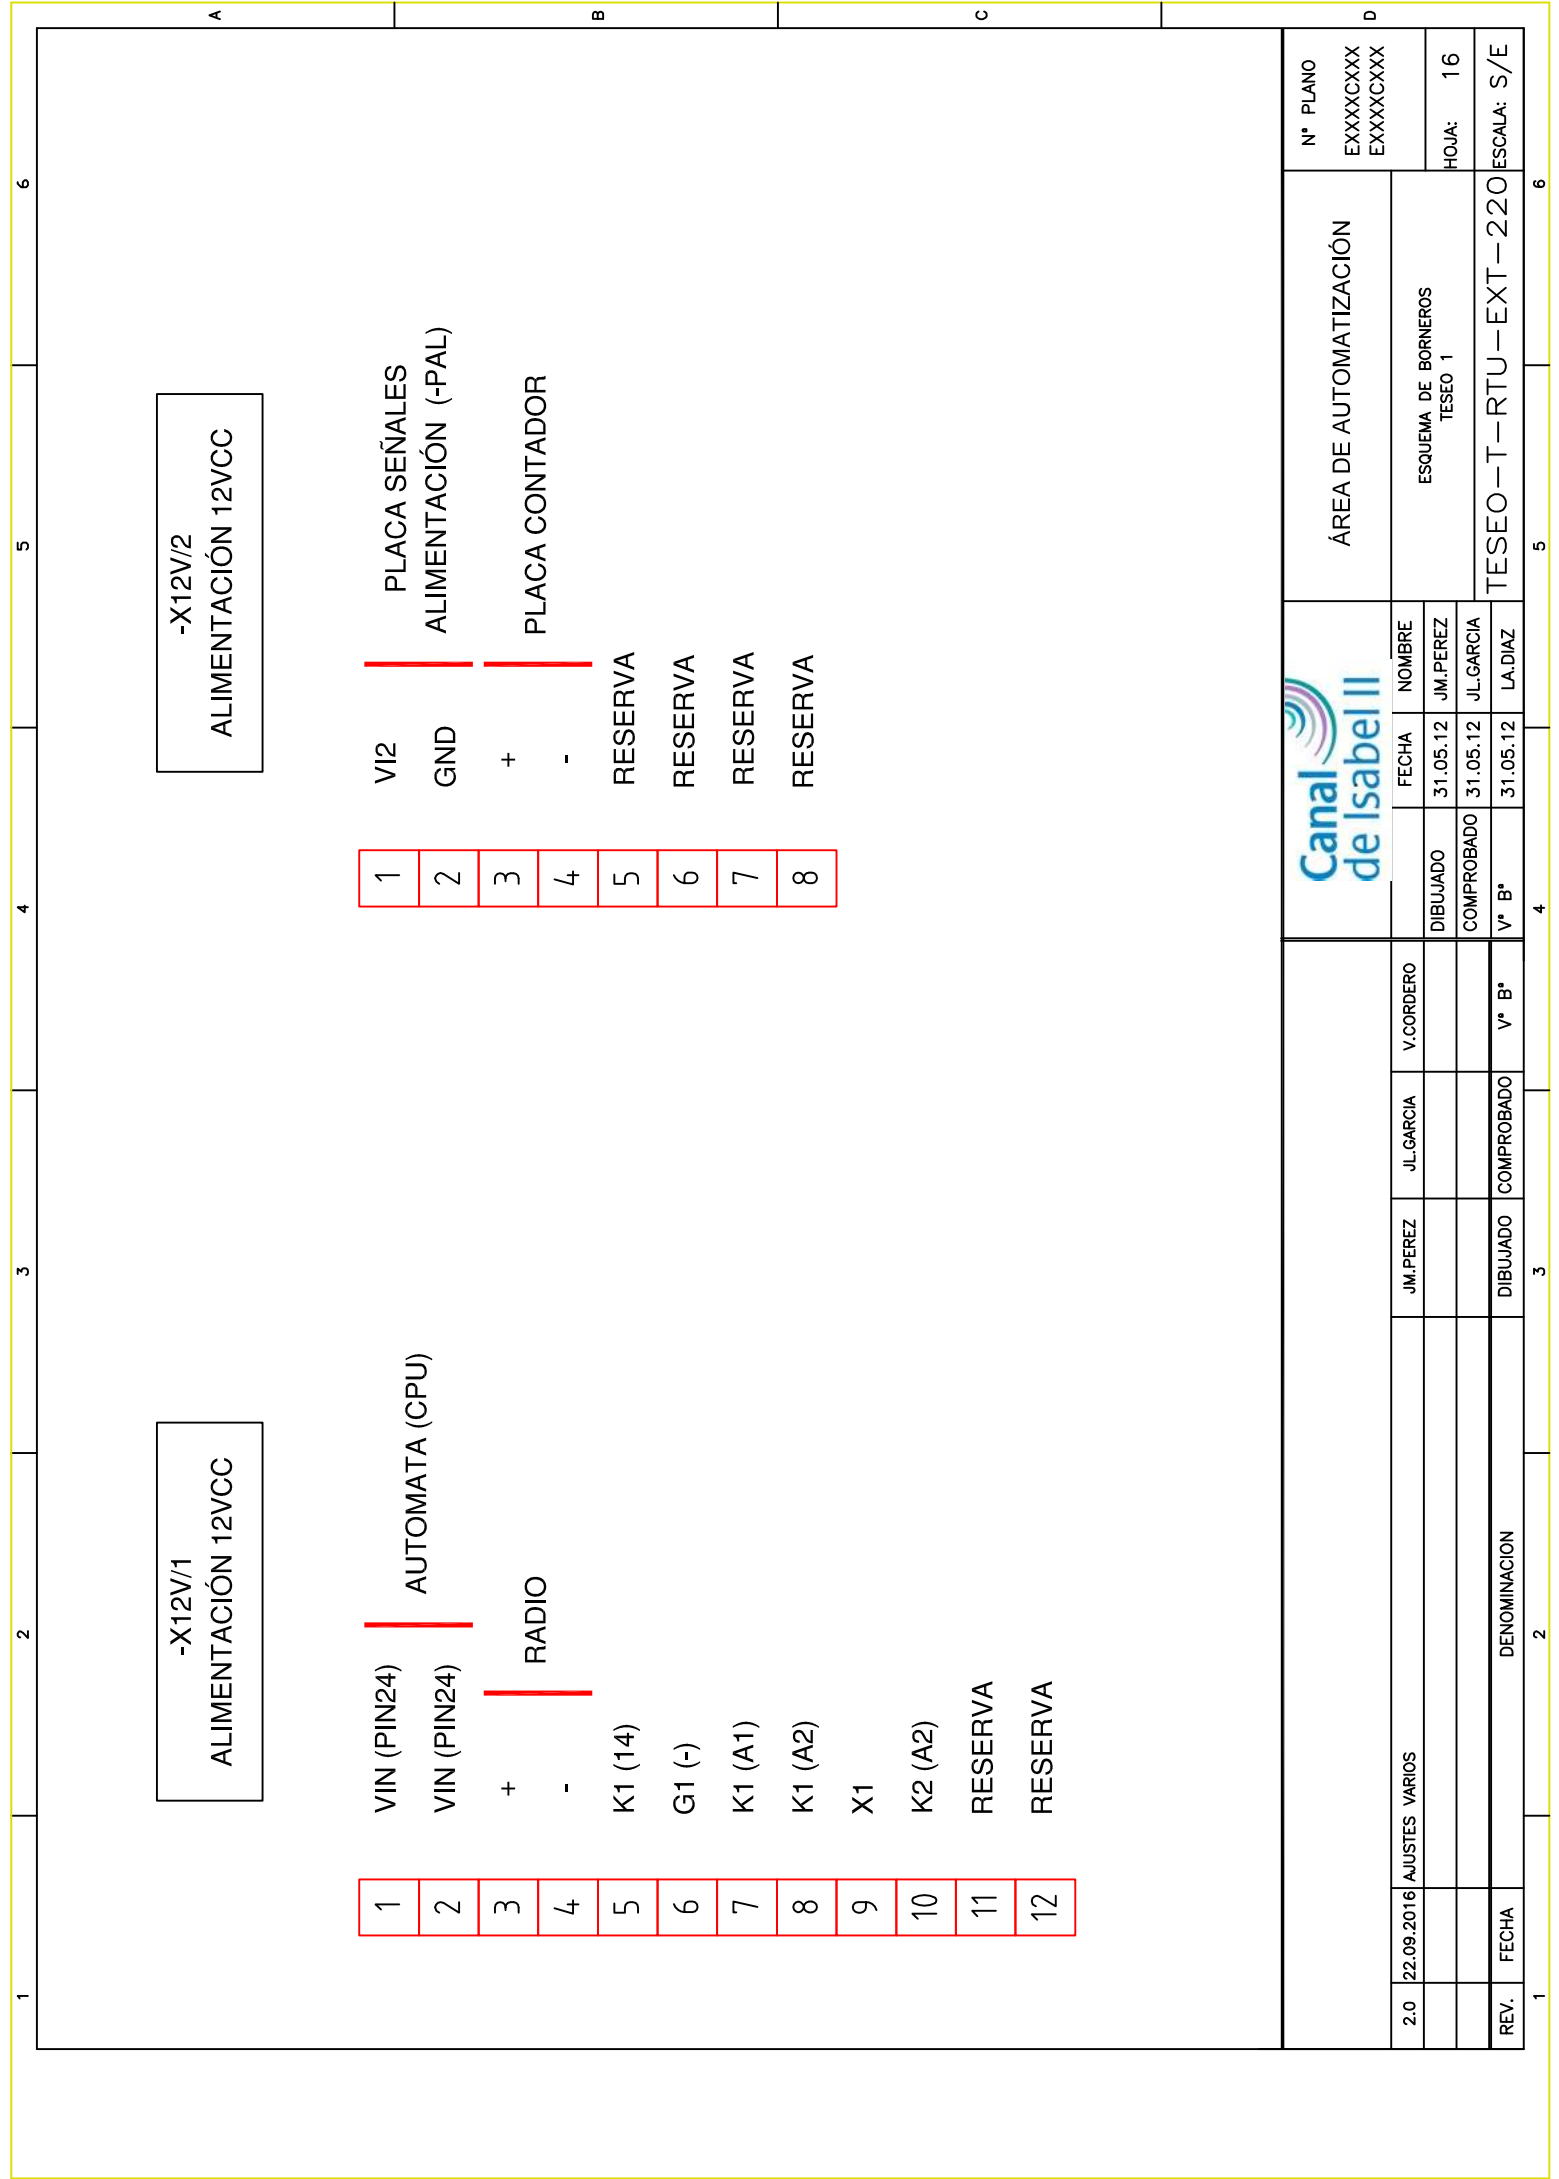 1 2 3 4 5 6
A
B
C
D
-X12V/1
ALIMENTACIÓN 12VCC
1 VIN (PIN24)
2 VIN (PIN24)
AUTOMATA (CPU)
3 +
4 -
RADIO
5 K1 (14)
6 G1 (-)
7 K1 (A1)
8 K1 (A2)
9 X1
10 K2 (A2)
11 RESERVA
12 RESERVA
-X12V/2
ALIMENTACIÓN 12VCC
1 VI2
2 GND
PLACA SEÑALES
ALIMENTACIÓN (-PAL)
3 +
4 -
PLACA CONTADOR
5 RESERVA
6 RESERVA
7 RESERVA
8 RESERVA
2.0 22.09.2016 AJUSTES VARIOS JM.PEREZ JL.GARCIA V.CORDERO
REV. FECHA DENOMINACION DIBUJADO COMPROBADO Vº Bº
Canal
de Isabel II
FECHA NOMBRE
DIBUJADO 31.05.12 JM.PEREZ
COMPROBADO 31.05.12 JL.GARCIA
Vº Bº 31.05.12 LA.DIAZ
ÁREA DE AUTOMATIZACIÓN
ESQUEMA DE BORNEROS
TESEO 1
TESEO-T-RTU-EXT-220
Nº PLANO
EXXXXCXXX
EXXXXCXXX
HOJA: 16
ESCALA: S/E
1 2 3 4 5 6